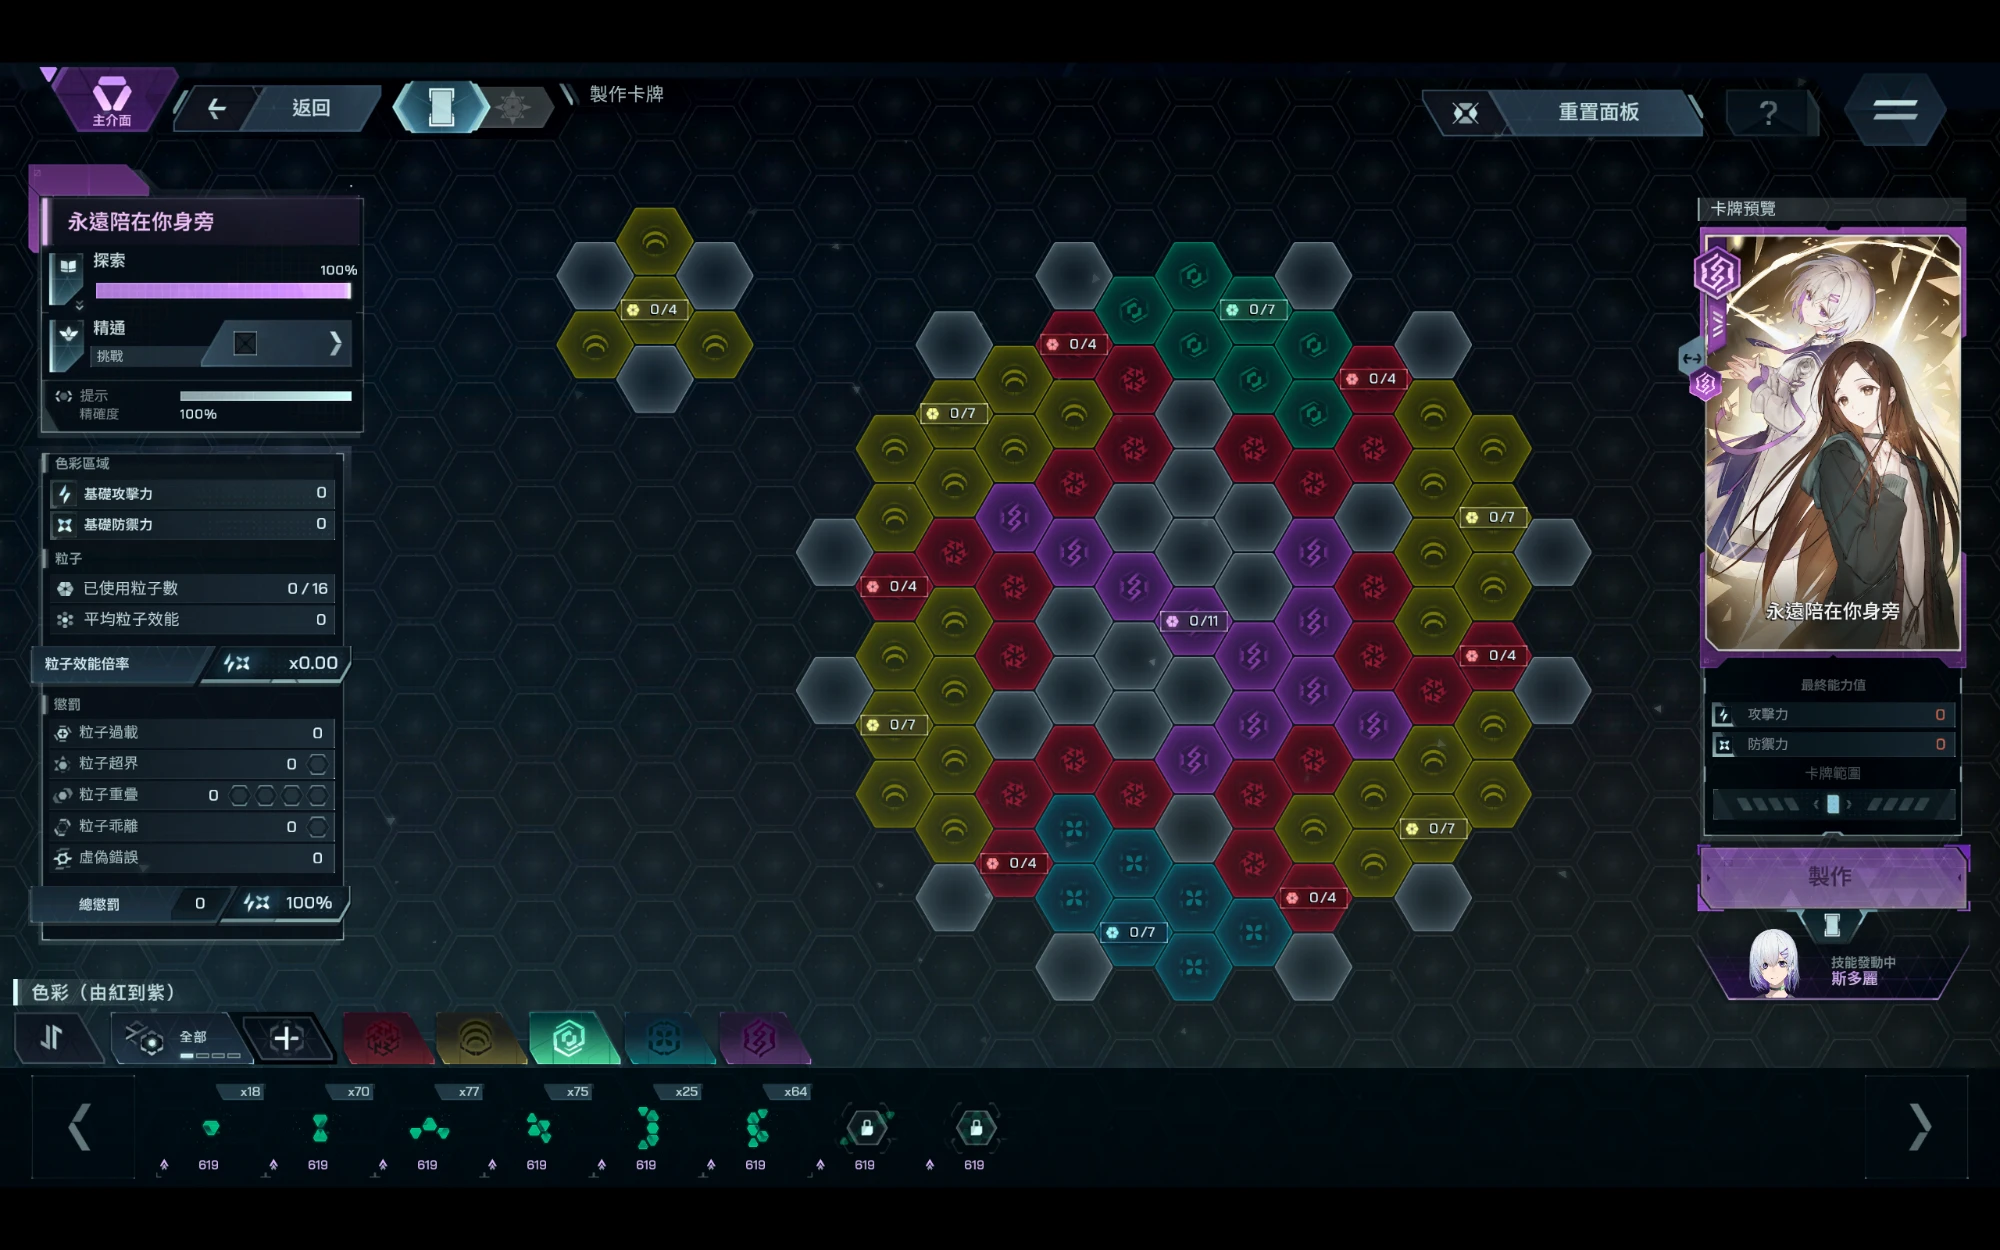 主介面
返回
製作卡牌
重置面板
?
永遠陪在你身旁
探索
100%
精通
挑戰
提示
精確度
100%
色彩區域
基礎攻擊力 0
基礎防禦力 0
粒子
已使用粒子數 0/16
平均粒子效能 0
粒子效能倍率 x0.00
懲罰
粒子過載 0
粒子超界 0
粒子重疊 0
粒子乖離 0
虛偽錯誤 0
總懲罰 0 100%
0/4
0/7
0/4
0/4
0/7
0/7
0/4
0/11
0/4
0/7
0/7
0/4
0/4
0/7
卡牌預覽
永遠陪在你身旁
最終能力值
攻擊力 0
防禦力 0
卡牌範圍
製作
技能發動中
斯多麗
色彩（由紅到紫）
全部
x18 x70 x77 x75 x25 x64
619 619 619 619 619 619 619 619